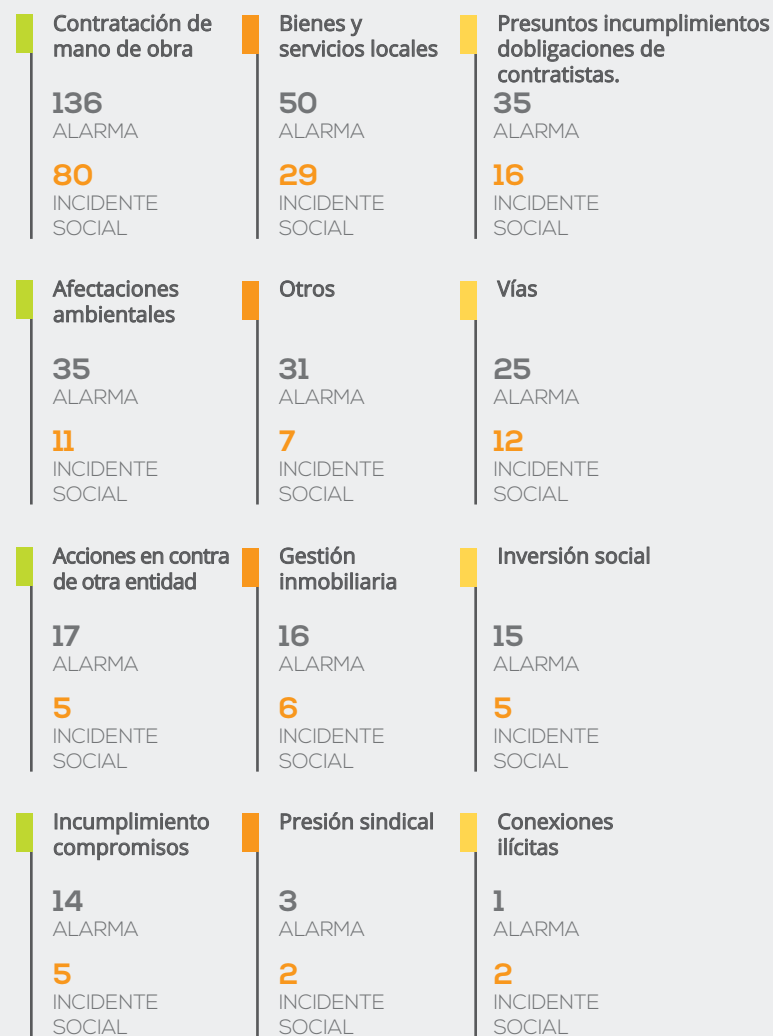 Contratación de
mano de obra
136
ALARMA
80
INCIDENTE
SOCIAL
Bienes y
servicios locales
50
ALARMA
29
INCIDENTE
SOCIAL
Presuntos incumplimientos
dobligaciones de
contratistas.
35
ALARMA
16
INCIDENTE
SOCIAL
Afectaciones
ambientales
35
ALARMA
11
INCIDENTE
SOCIAL
Otros
31
ALARMA
7
INCIDENTE
SOCIAL
Vías
25
ALARMA
12
INCIDENTE
SOCIAL
Acciones en contra
de otra entidad
17
ALARMA
5
INCIDENTE
SOCIAL
Gestión
inmobiliaria
16
ALARMA
6
INCIDENTE
SOCIAL
Inversión social
15
ALARMA
5
INCIDENTE
SOCIAL
Incumplimiento
compromisos
14
ALARMA
5
INCIDENTE
SOCIAL
Presión sindical
3
ALARMA
2
INCIDENTE
SOCIAL
Conexiones
ilícitas
1
ALARMA
2
INCIDENTE
SOCIAL